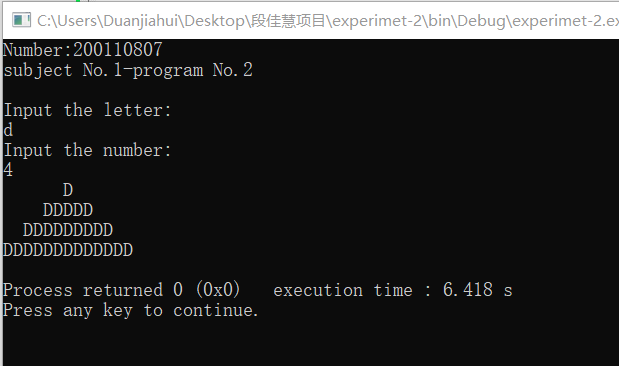 C:\Users\Duanjiahui\Desktop\段佳慧项目\experimet-2\bin\Debug\experimet-2.ex
Number:200110807
subject No.1-program No.2
Input the letter:
d
Input the number:
4
D
DDDDD
DDDDDDDDD
DDDDDDDDDDDDD
Process returned 0 (0x0)   execution time : 6.418 s
Press any key to continue.